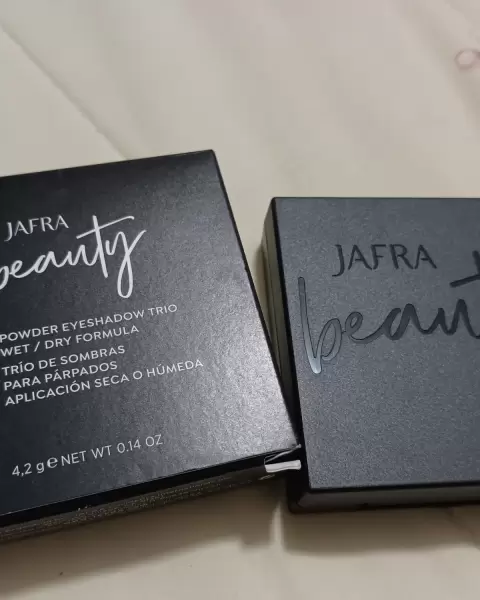 JAFRA
beauty
POWDER EYESHADOW TRIO
WET / DRY FORMULA
TRÍO DE SOMBRAS
PARA PÁRPADOS
APLICACIÓN SECA O HÚMEDA
4,2 g e NET WT 0.14 OZ
JAFRA
beaut